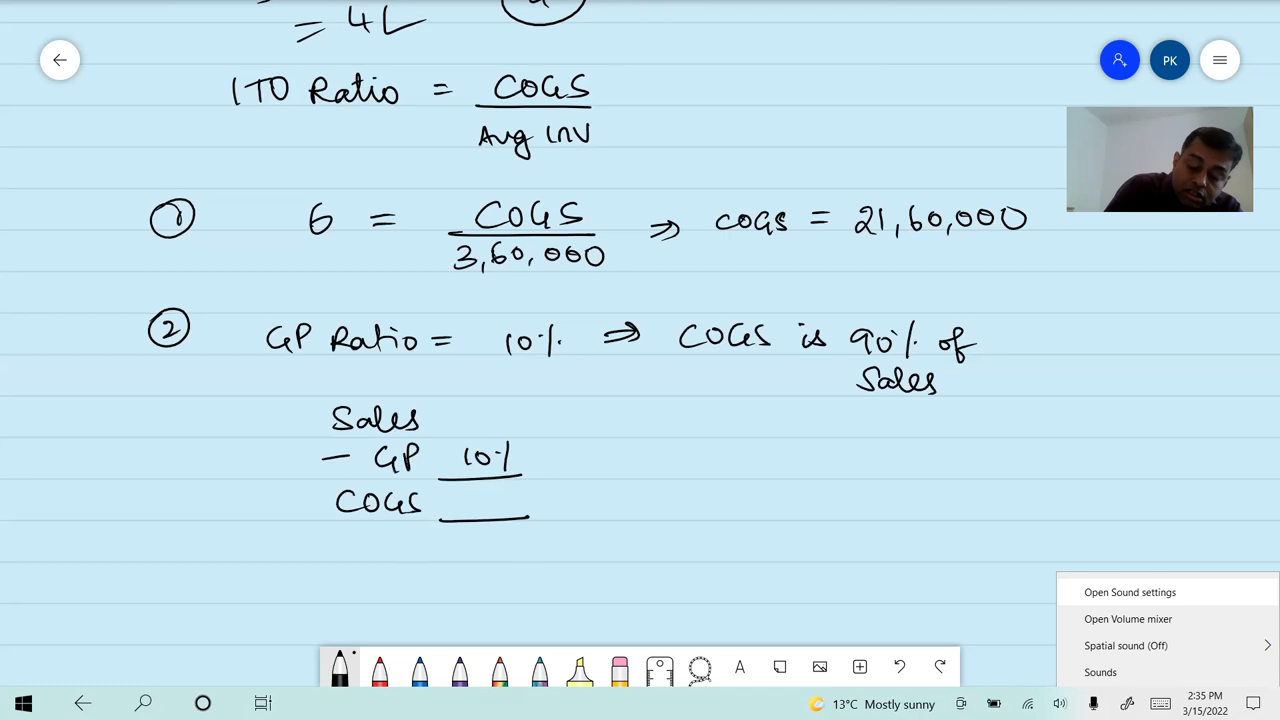 = 4L
ITO Ratio = COGS
Avg INV
PK
1 6 = COGS ⇒ COGS = 21,60,000
3,60,000
2 GP Ratio = 10% ⇒ COGS is 90% of
Sales
Sales
- GP 10%
COGS
Open Sound settings
Open Volume mixer
Spatial sound (Off)
Sounds
A
13°C Mostly sunny
2:35 PM
3/15/2022